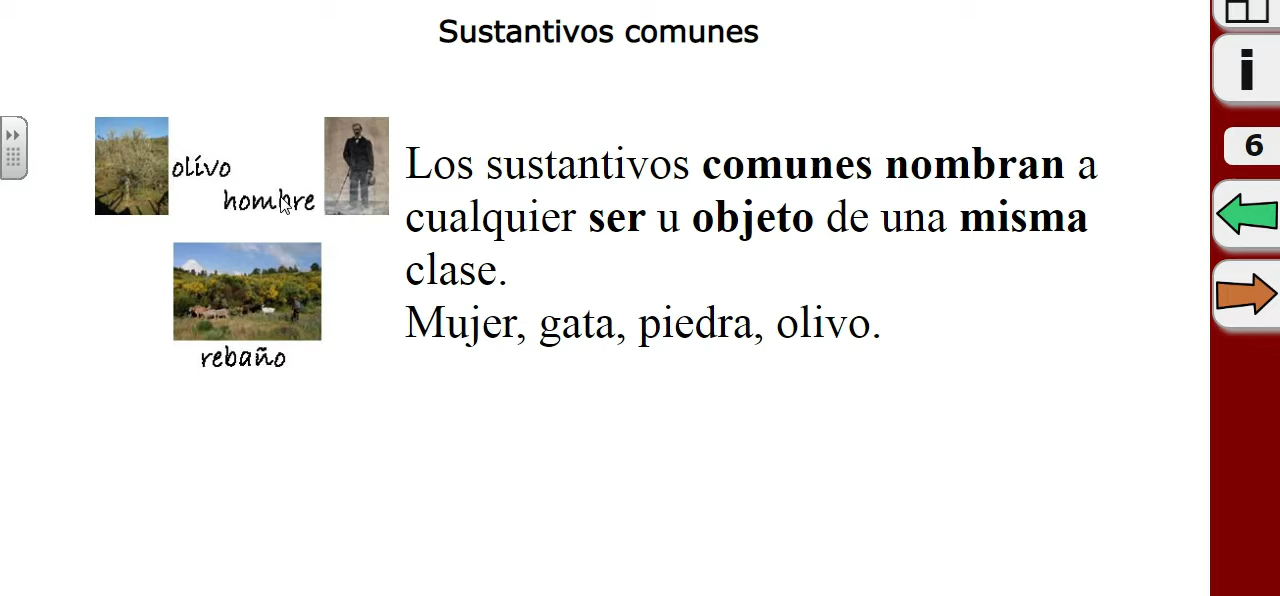 Sustantivos comunes
olivo
hombre
rebaño
Los sustantivos comunes nombran a
cualquier ser u objeto de una misma
clase.
Mujer, gata, piedra, olivo.
i
6